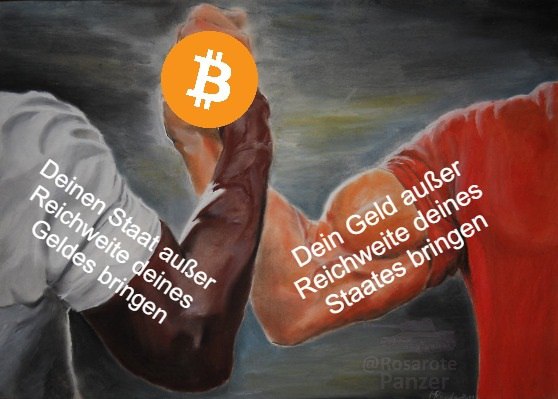 Deinen Staat außer
Reichweite deines
Geldes bringen
Dein Geld außer
Reichweite deines
Staates bringen
@Rosarote
Panzer